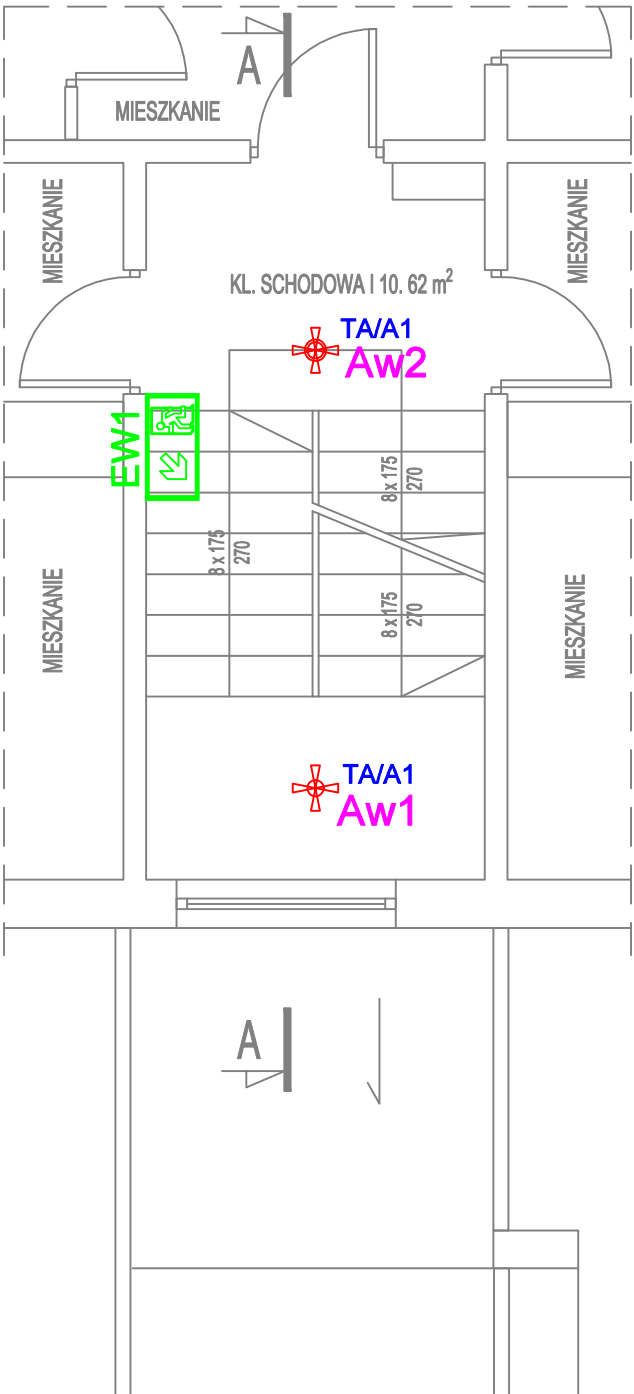 A
MIESZKANIE
MIESZKANIE
MIESZKANIE
KL. SCHODOWA I 10. 62 m²
TA/A1
Aw2
EW1
8 x 175
270
8 x 175
270
8 x 175
270
MIESZKANIE
MIESZKANIE
TA/A1
Aw1
A